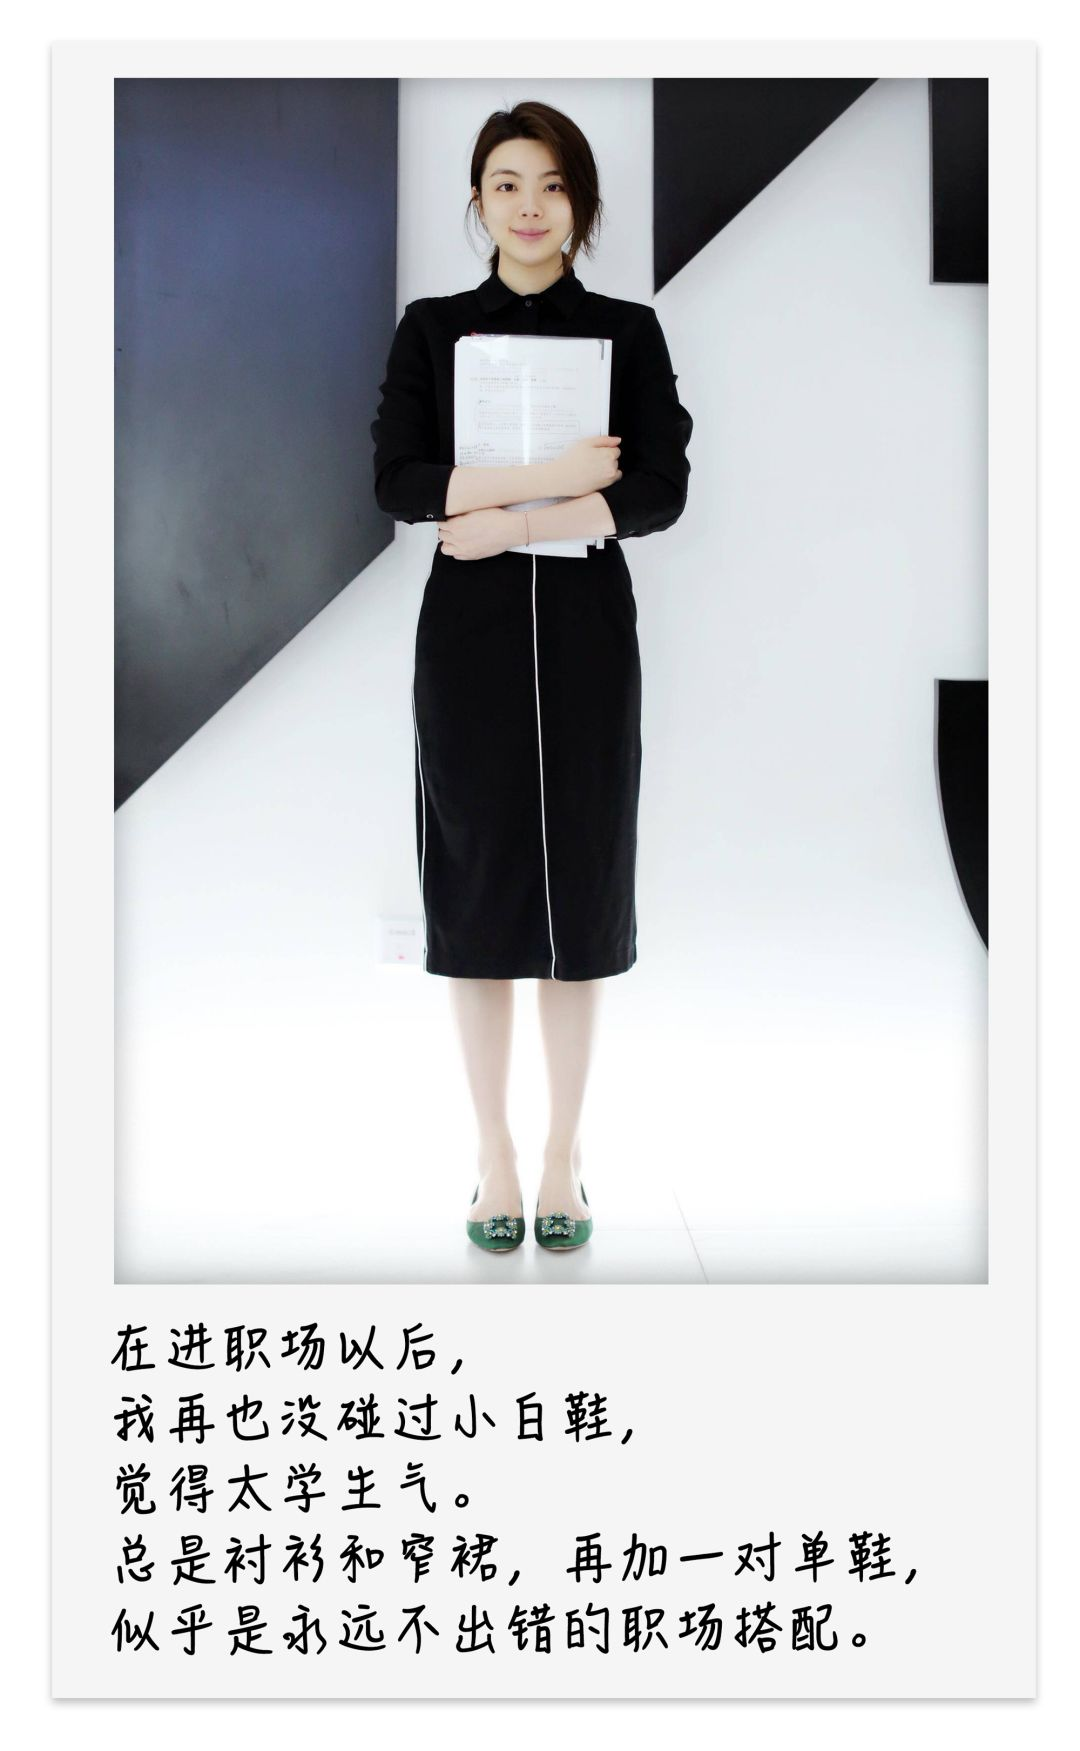 在进职场以后，
我再也没碰过小白鞋，
觉得太学生气。
总是衬衫和窄裙，再加一对单鞋，
似乎是永远不出错的职场搭配。